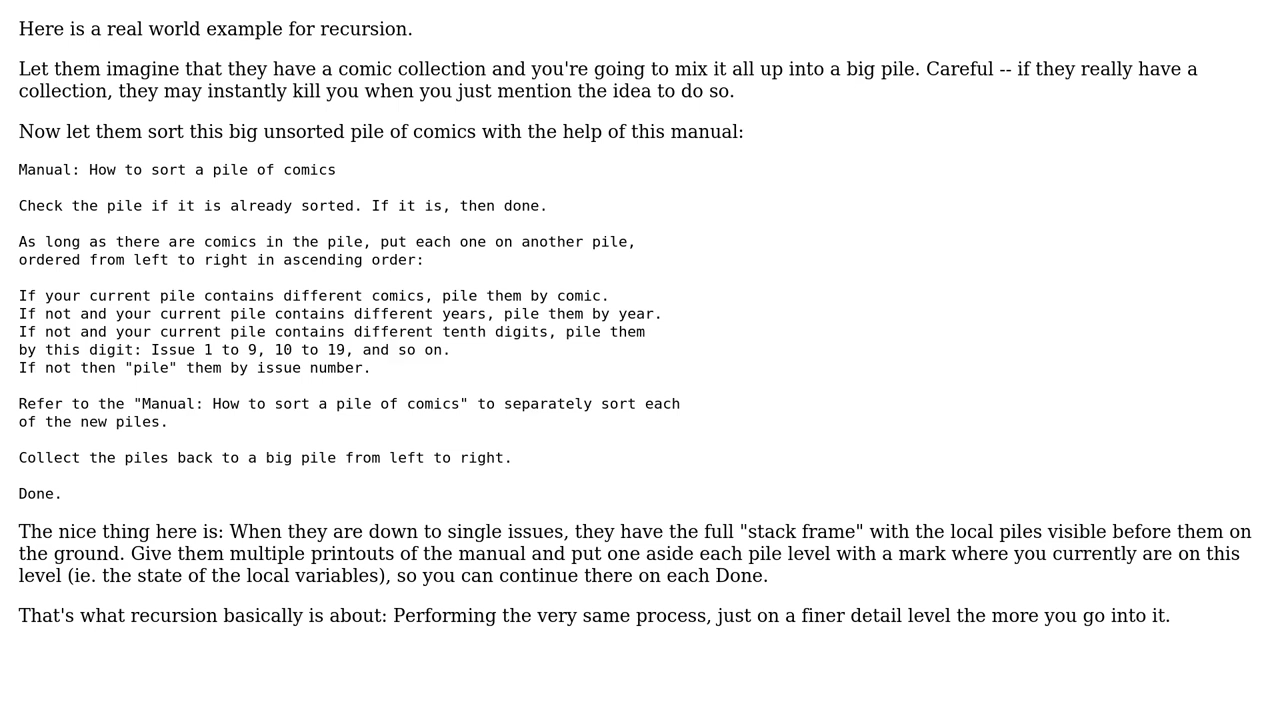 Here is a real world example for recursion.
Let them imagine that they have a comic collection and you're going to mix it all up into a big pile. Careful -- if they really have a
collection, they may instantly kill you when you just mention the idea to do so.
Now let them sort this big unsorted pile of comics with the help of this manual:
Manual: How to sort a pile of comics
Check the pile if it is already sorted. If it is, then done.
As long as there are comics in the pile, put each one on another pile,
ordered from left to right in ascending order:
If your current pile contains different comics, pile them by comic.
If not and your current pile contains different years, pile them by year.
If not and your current pile contains different tenth digits, pile them
by this digit: Issue 1 to 9, 10 to 19, and so on.
If not then "pile" them by issue number.
Refer to the "Manual: How to sort a pile of comics" to separately sort each
of the new piles.
Collect the piles back to a big pile from left to right.
Done.
The nice thing here is: When they are down to single issues, they have the full "stack frame" with the local piles visible before them on
the ground. Give them multiple printouts of the manual and put one aside each pile level with a mark where you currently are on this
level (ie. the state of the local variables), so you can continue there on each Done.
That's what recursion basically is about: Performing the very same process, just on a finer detail level the more you go into it.